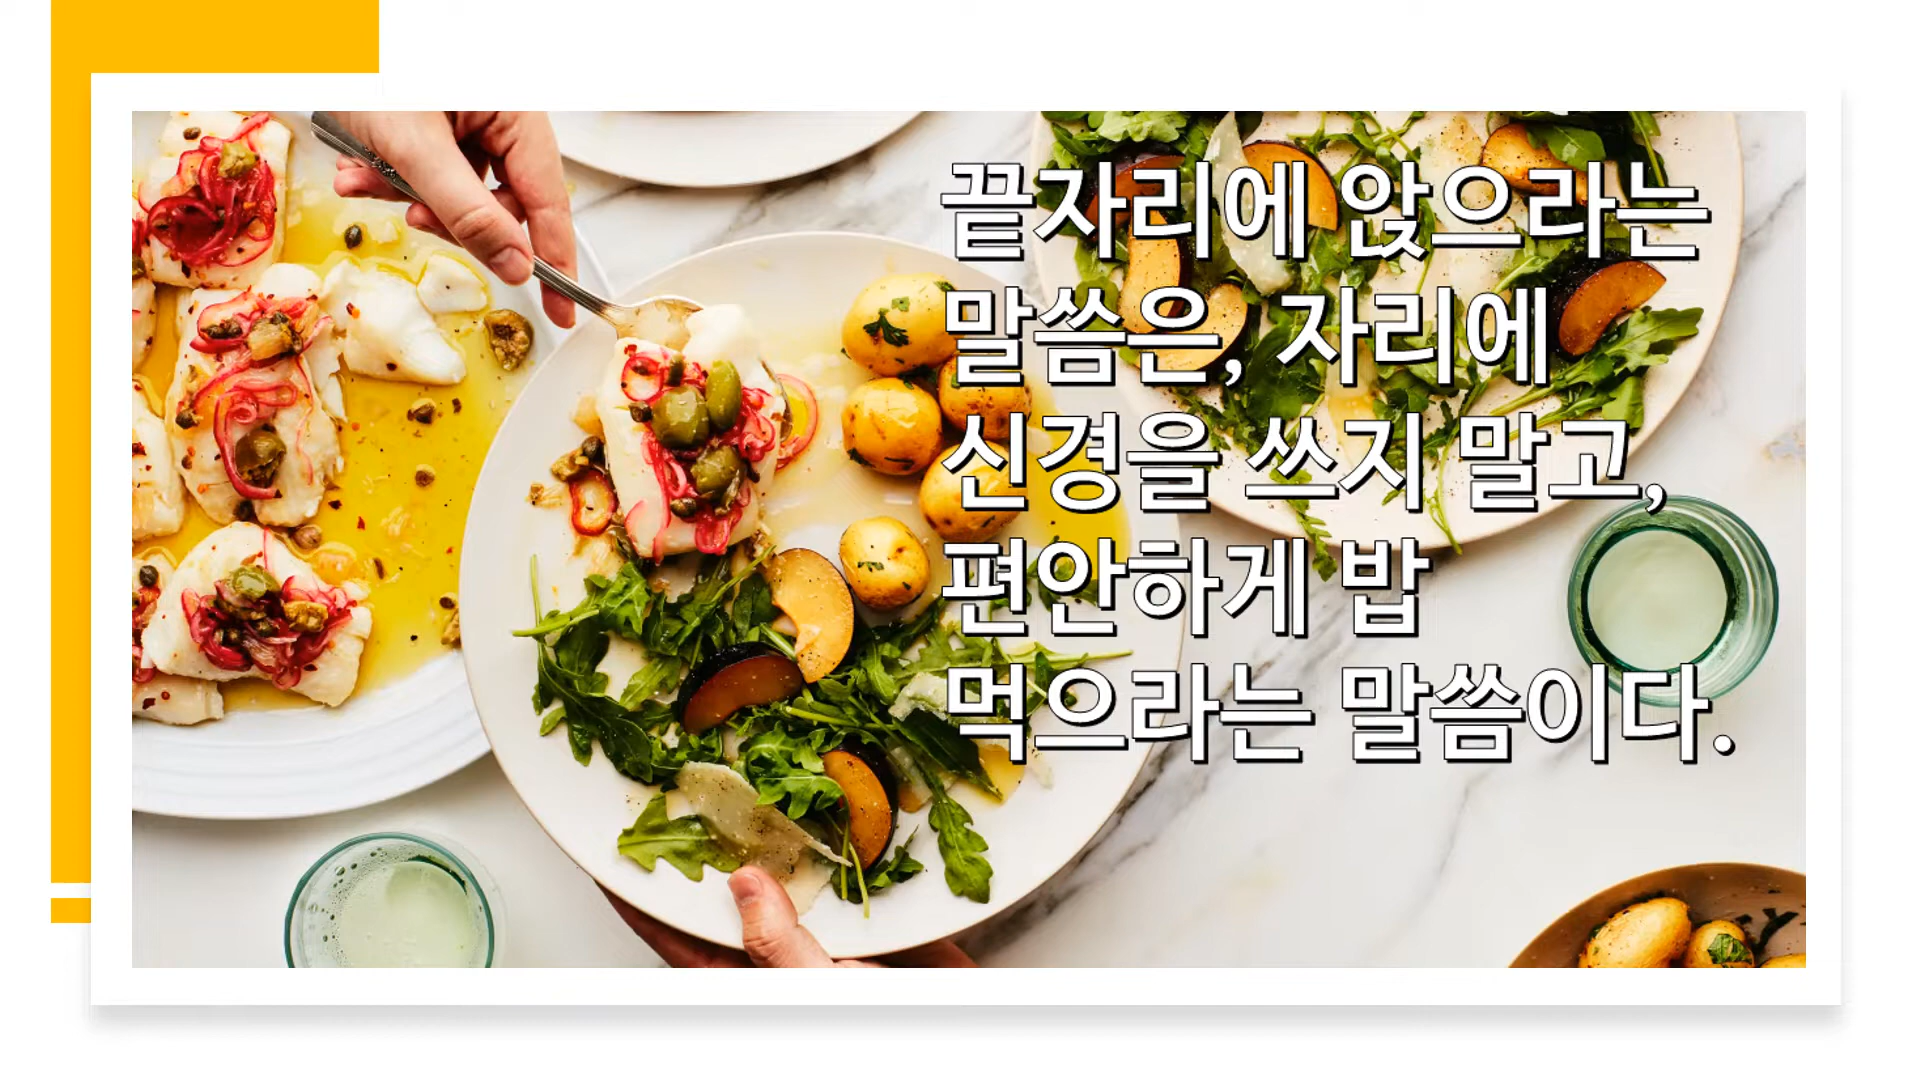 끝자리에 앉으라는
말씀은, 자리에
신경을 쓰지 말고,
편안하게 밥
먹으라는 말씀이다.